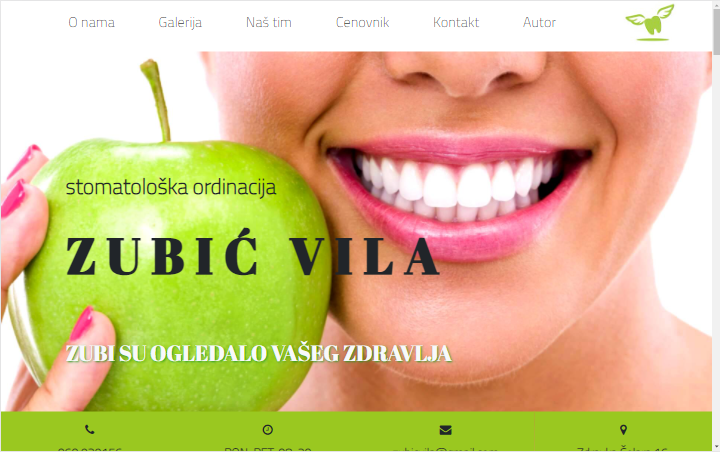 O nama Galerija Naš tim Cenovnik Kontakt Autor
stomatološka ordinacija
ZUBIĆ VILA
ZUBI SU OGLEDALO VAŠEG ZDRAVLJA